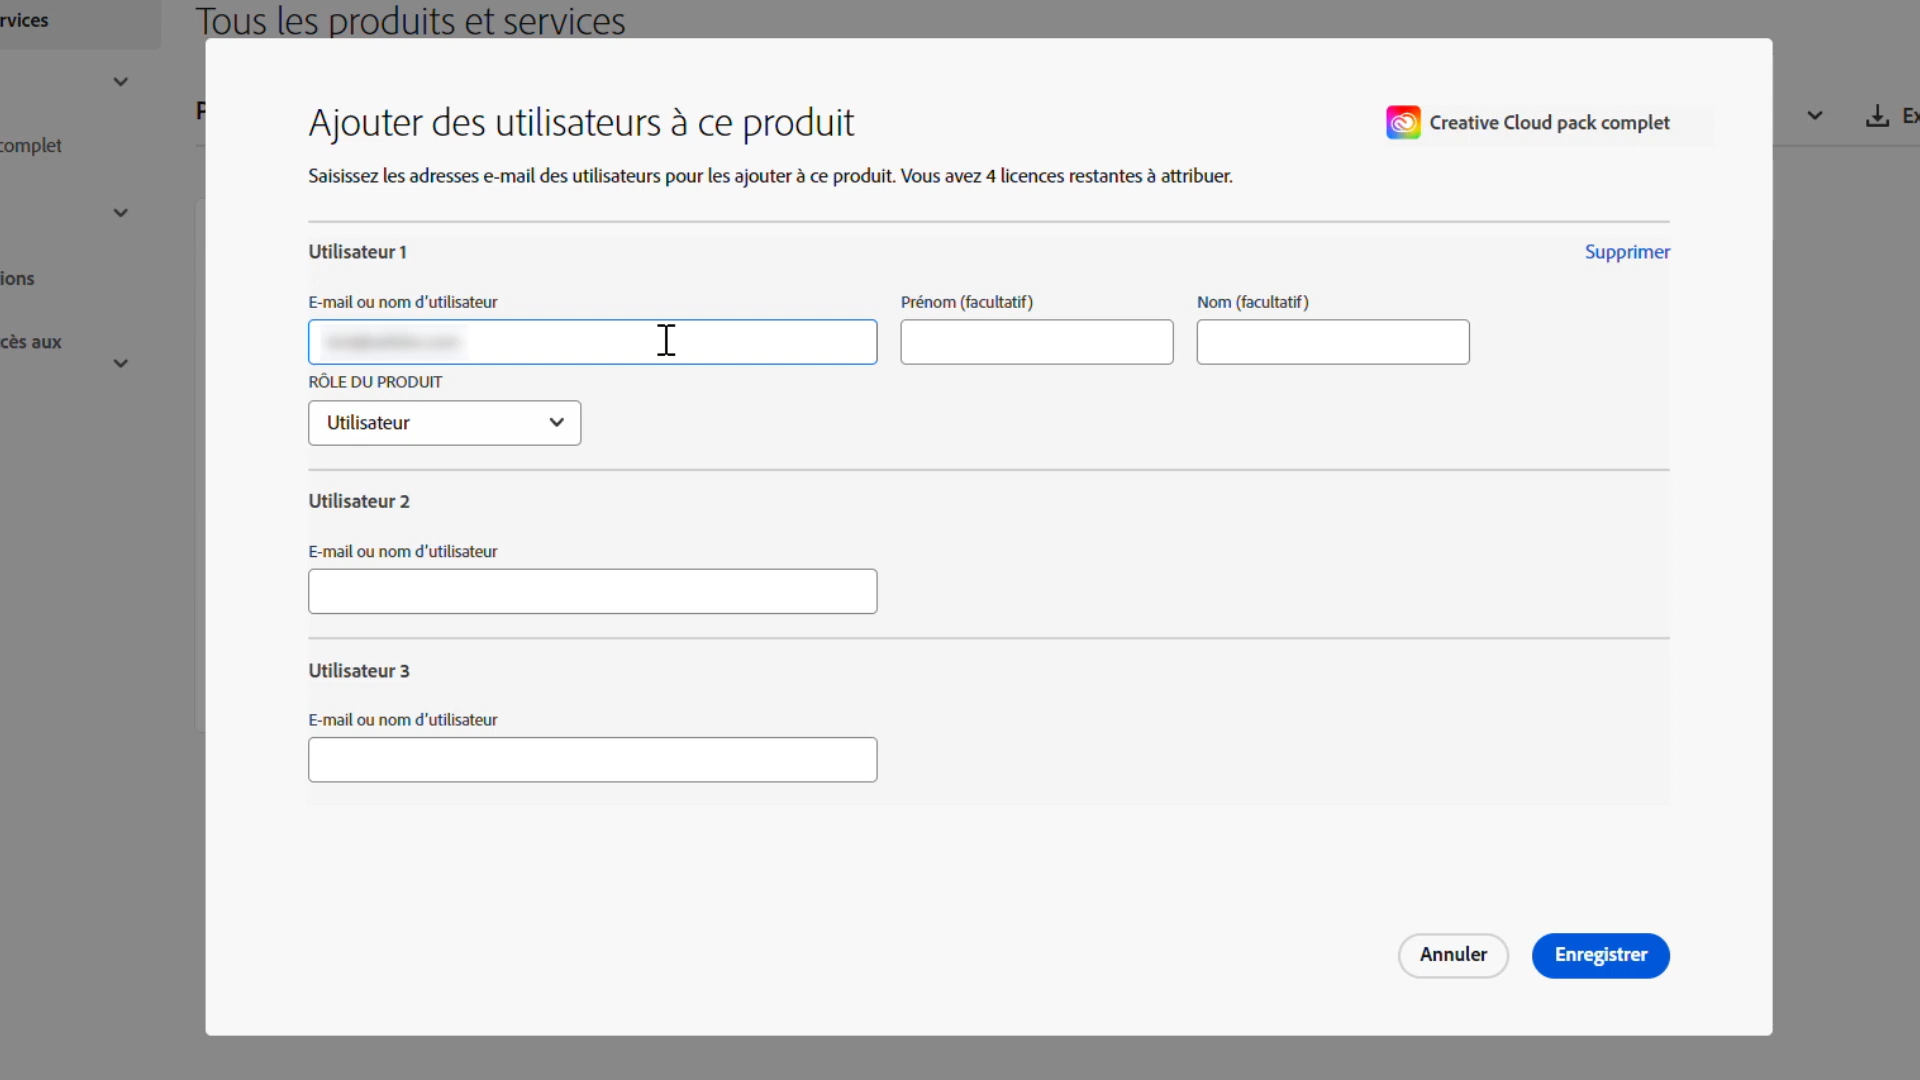 rvices
Tous les produits et services
complet
ions
cès aux
Ajouter des utilisateurs à ce produit
Creative Cloud pack complet
Saisissez les adresses e-mail des utilisateurs pour les ajouter à ce produit. Vous avez 4 licences restantes à attribuer.
Utilisateur 1
Supprimer
E-mail ou nom d'utilisateur
Prénom (facultatif)
Nom (facultatif)
RÔLE DU PRODUIT
Utilisateur
Utilisateur 2
E-mail ou nom d'utilisateur
Utilisateur 3
E-mail ou nom d'utilisateur
Annuler
Enregistrer
P
Ex